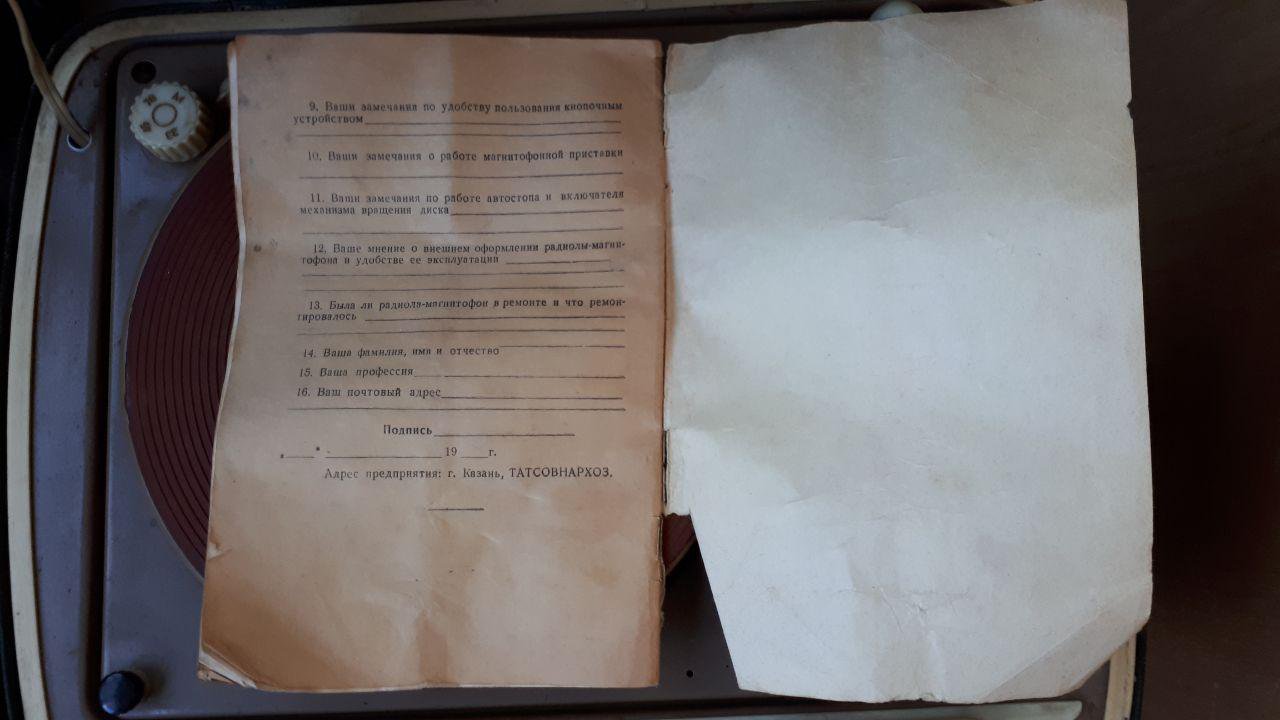 9. Ваши замечания по удобству пользования кнопочным
устройством
10. Ваши замечания о работе магнитофонной приставки
11. Ваши замечания по работе автостопа и включателя
механизма вращения диска
12. Ваше мнение о внешнем оформлении радиолы-магни-
тофона и удобстве ее эксплуатации
13. Была ли радиола-магнитофон в ремонте и что ремон-
тировалось
14. Ваша фамилия, имя и отчество
15. Ваша профессия
16. Ваш почтовый адрес
Подпись
„ " 19 г.
Адрес предприятия: г. Казань, ТАТСОВНАРХОЗ.